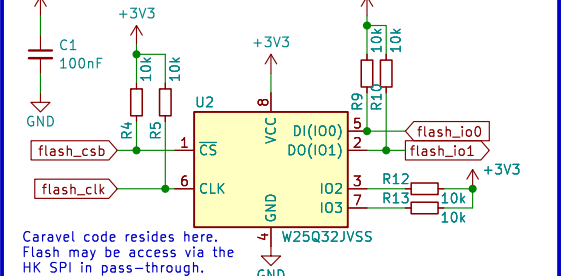 +3V3
C1
100nF
GND
10k
10k
R4
R5
+3V3
10k
10k
R9
R10
U2
8
VCC
flash_csb
1
CS
DI(IO0)
5
flash_io0
DO(IO1)
2
flash_io1
flash_clk
6
CLK
IO2
3
R12
10k
+3V3
IO3
7
R13
10k
GND
4
W25Q32JVSS
GND
Caravel code resides here.
Flash may be access via the
HK SPI in pass-through.